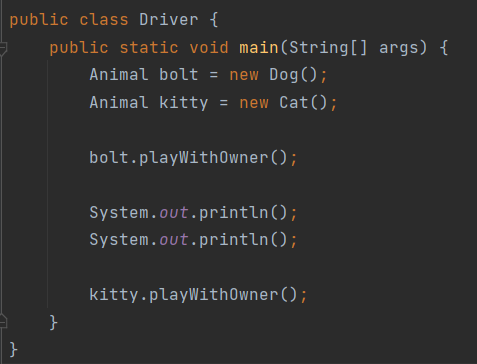 public class Driver {
    public static void main(String[] args) {
        Animal bolt = new Dog();
        Animal kitty = new Cat();

        bolt.playWithOwner();

        System.out.println();
        System.out.println();

        kitty.playWithOwner();
    }
}